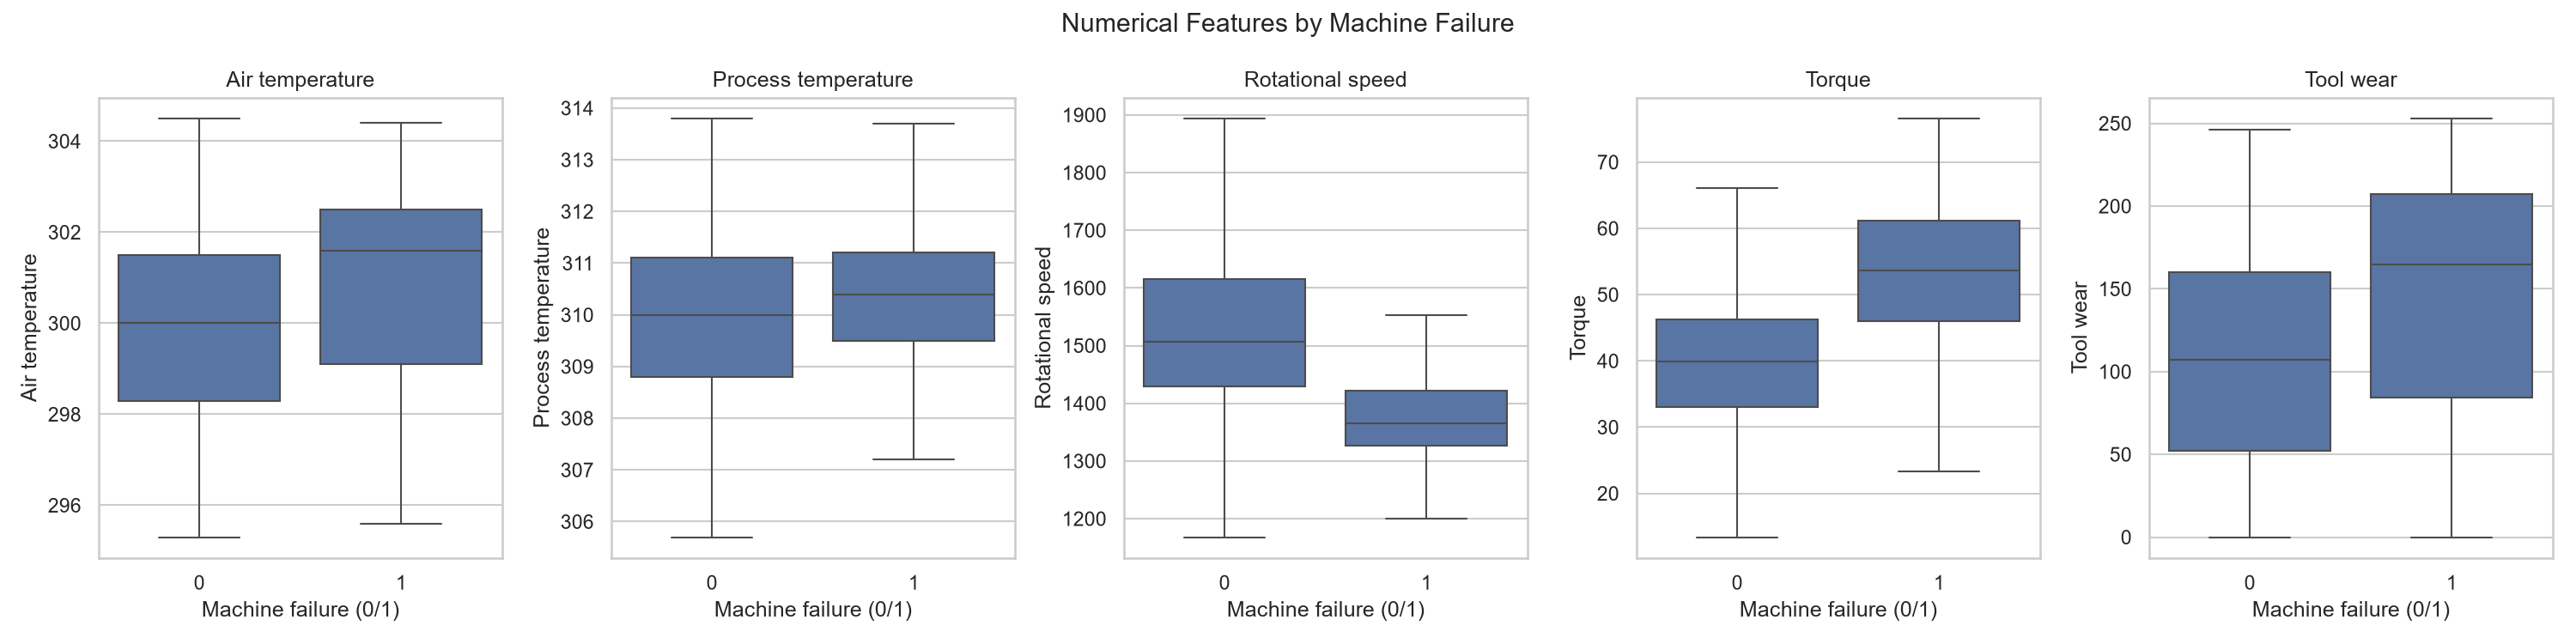 Numerical Features by Machine Failure
Air temperature
Air temperature
304
302
300
298
296
0
1
Machine failure (0/1)
Process temperature
Process temperature
314
313
312
311
310
309
308
307
306
0
1
Machine failure (0/1)
Rotational speed
Rotational speed
1900
1800
1700
1600
1500
1400
1300
1200
0
1
Machine failure (0/1)
Torque
Torque
70
60
50
40
30
20
0
1
Machine failure (0/1)
Tool wear
Tool wear
250
200
150
100
50
0
0
1
Machine failure (0/1)